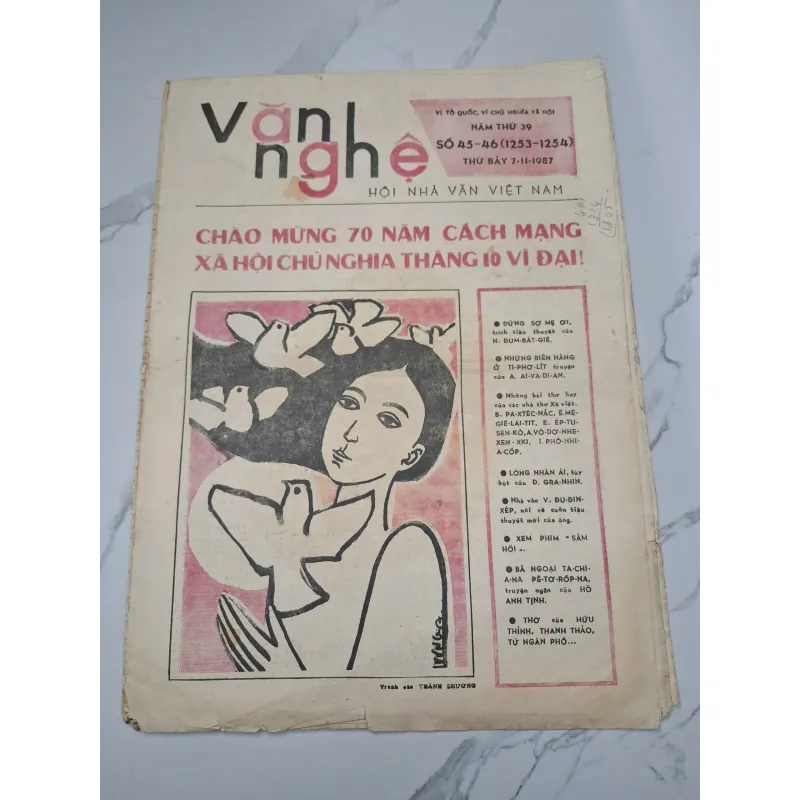 Văn nghệ
VÌ TỔ QUỐC, VÌ CHỦ NGHĨA XÃ HỘI
NĂM THỨ 39
SỐ 45-46 (1253-1254)
THỨ BẢY 7-11-1987
HỘI NHÀ VĂN VIỆT NAM
CHÀO MỪNG 70 NĂM CÁCH MẠNG
XÃ HỘI CHỦ NGHĨA THÁNG 10 VĨ ĐẠI!
● ĐỪNG SỢ MẸ ƠI,
trích tiểu thuyết của
N. ĐUM-BÁT-GIÊ.
● NHỮNG BIÊN HÀNG
Ở TI-PHƠ-LÍT truyện
của A. AI-VA-DI-AN.
● Những bài thơ hay
của các nhà thơ Xô viết.
B. PA-XTÉC-NẮC, E.MÊ-
GIÊ-LAI-TIT, E. ÉP-TU-
SEN-KÔ, A.VÔ-DƠ-NHE-
XEN-XKI, I. PHÔ-NHI-
A-CỐP.
● LÒNG NHÂN ÁI, tùy
bút của D. GRA-NHIN.
● Nhà văn V. ĐU-ĐIN-
XÉP, nói về cuốn tiểu
thuyết mới của ông.
● XEM PHIM "SÁM
HỐI".
● BÀ NGOẠI TA-CHI-
A-NA PÊ-TƠ-RỐP-NA,
truyện ngắn của HỒ
ANH THỊNH.
● THƠ của HỮU
THỈNH, THANH THẢO,
TỪ NGÀN PHỐ...
Tranh của THÀNH CHƯƠNG